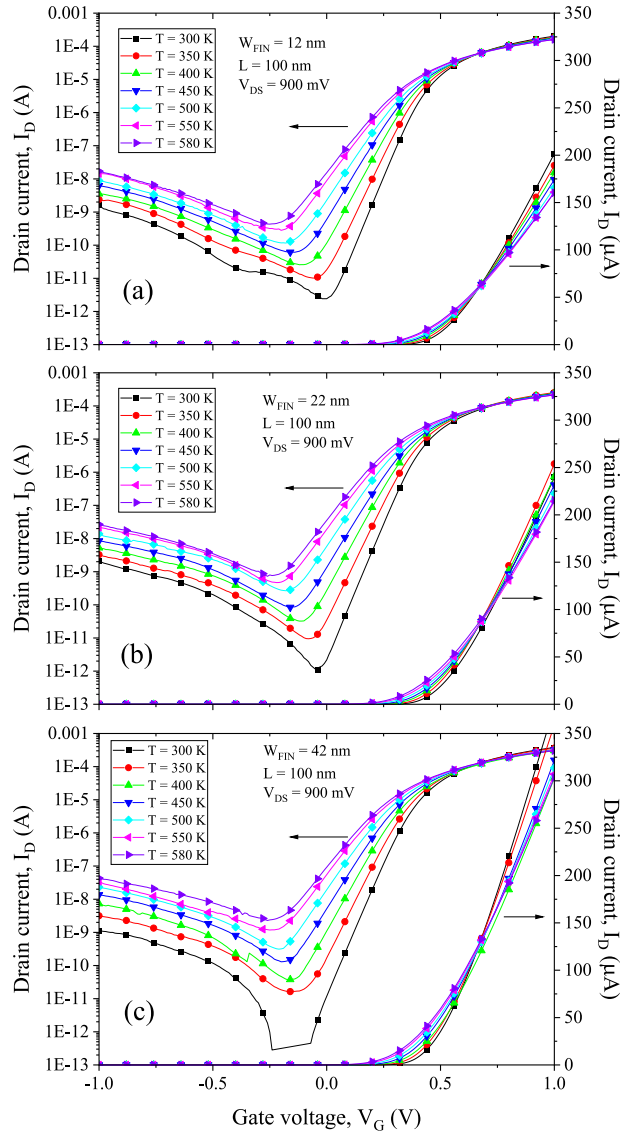 0.001
1E-4
1E-5
1E-6
1E-7
1E-8
1E-9
1E-10
1E-11
1E-12
1E-13
Drain current, I_D (A)
T = 300 K
T = 350 K
T = 400 K
T = 450 K
T = 500 K
T = 550 K
T = 580 K
W_FIN = 12 nm
L = 100 nm
V_DS = 900 mV
(a)
350
300
250
200
150
100
50
0
Drain current, I_D (µA)
0.001
1E-4
1E-5
1E-6
1E-7
1E-8
1E-9
1E-10
1E-11
1E-12
1E-13
Drain current, I_D (A)
T = 300 K
T = 350 K
T = 400 K
T = 450 K
T = 500 K
T = 550 K
T = 580 K
W_FIN = 22 nm
L = 100 nm
V_DS = 900 mV
(b)
350
300
250
200
150
100
50
0
Drain current, I_D (µA)
0.001
1E-4
1E-5
1E-6
1E-7
1E-8
1E-9
1E-10
1E-11
1E-12
1E-13
Drain current, I_D (A)
T = 300 K
T = 350 K
T = 400 K
T = 450 K
T = 500 K
T = 550 K
T = 580 K
W_FIN = 42 nm
L = 100 nm
V_DS = 900 mV
(c)
350
300
250
200
150
100
50
0
Drain current, I_D (µA)
-1.0 -0.5 0.0 0.5 1.0
Gate voltage, V_G (V)